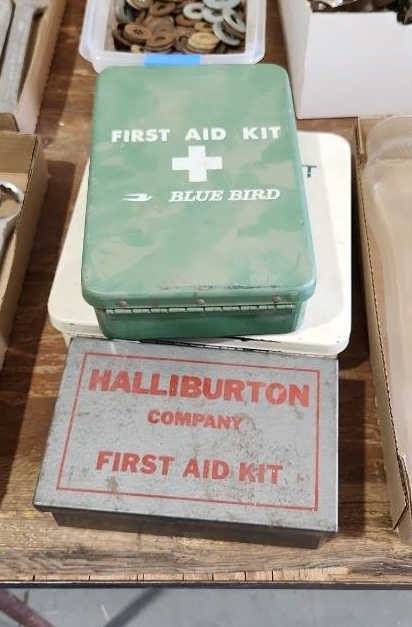 FIRST AID KIT
BLUE BIRD
HALLIBURTON
COMPANY
FIRST AID KIT